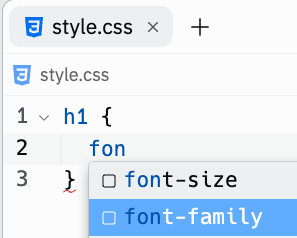 style.css
style.css
1 h1 {
2 fon
3 }
font-size
font-family